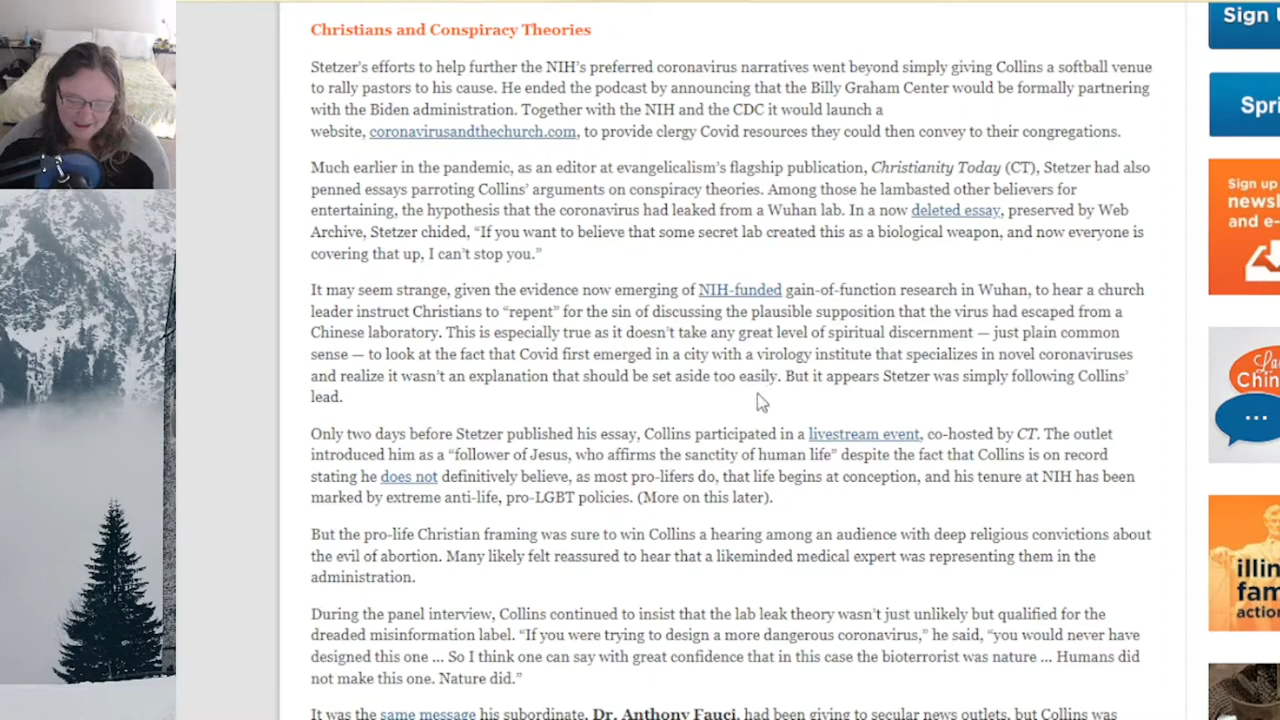 Christians and Conspiracy Theories
Stetzer's efforts to help further the NIH's preferred coronavirus narratives went beyond simply giving Collins a softball venue
to rally pastors to his cause. He ended the podcast by announcing that the Billy Graham Center would be formally partnering
with the Biden administration. Together with the NIH and the CDC it would launch a
website, coronavirusandthechurch.com, to provide clergy Covid resources they could then convey to their congregations.
Much earlier in the pandemic, as an editor at evangelicalism's flagship publication, Christianity Today (CT), Stetzer had also
penned essays parroting Collins' arguments on conspiracy theories. Among those he lambasted other believers for
entertaining, the hypothesis that the coronavirus had leaked from a Wuhan lab. In a now deleted essay, preserved by Web
Archive, Stetzer chided, “If you want to believe that some secret lab created this as a biological weapon, and now everyone is
covering that up, I can't stop you.”
It may seem strange, given the evidence now emerging of NIH-funded gain-of-function research in Wuhan, to hear a church
leader instruct Christians to “repent” for the sin of discussing the plausible supposition that the virus had escaped from a
Chinese laboratory. This is especially true as it doesn't take any great level of spiritual discernment — just plain common
sense — to look at the fact that Covid first emerged in a city with a virology institute that specializes in novel coronaviruses
and realize it wasn't an explanation that should be set aside too easily. But it appears Stetzer was simply following Collins'
lead.
Only two days before Stetzer published his essay, Collins participated in a livestream event, co-hosted by CT. The outlet
introduced him as a “follower of Jesus, who affirms the sanctity of human life” despite the fact that Collins is on record
stating he does not definitively believe, as most pro-lifers do, that life begins at conception, and his tenure at NIH has been
marked by extreme anti-life, pro-LGBT policies. (More on this later).
But the pro-life Christian framing was sure to win Collins a hearing among an audience with deep religious convictions about
the evil of abortion. Many likely felt reassured to hear that a likeminded medical expert was representing them in the
administration.
During the panel interview, Collins continued to insist that the lab leak theory wasn't just unlikely but qualified for the
dreaded misinformation label. “If you were trying to design a more dangerous coronavirus,” he said, “you would never have
designed this one ... So I think one can say with great confidence that in this case the bioterrorist was nature ... Humans did
not make this one. Nature did.”
It was the same message his subordinate, Dr. Anthony Fauci, had been giving to secular news outlets, but Collins was
Sign
Sign up
and e-